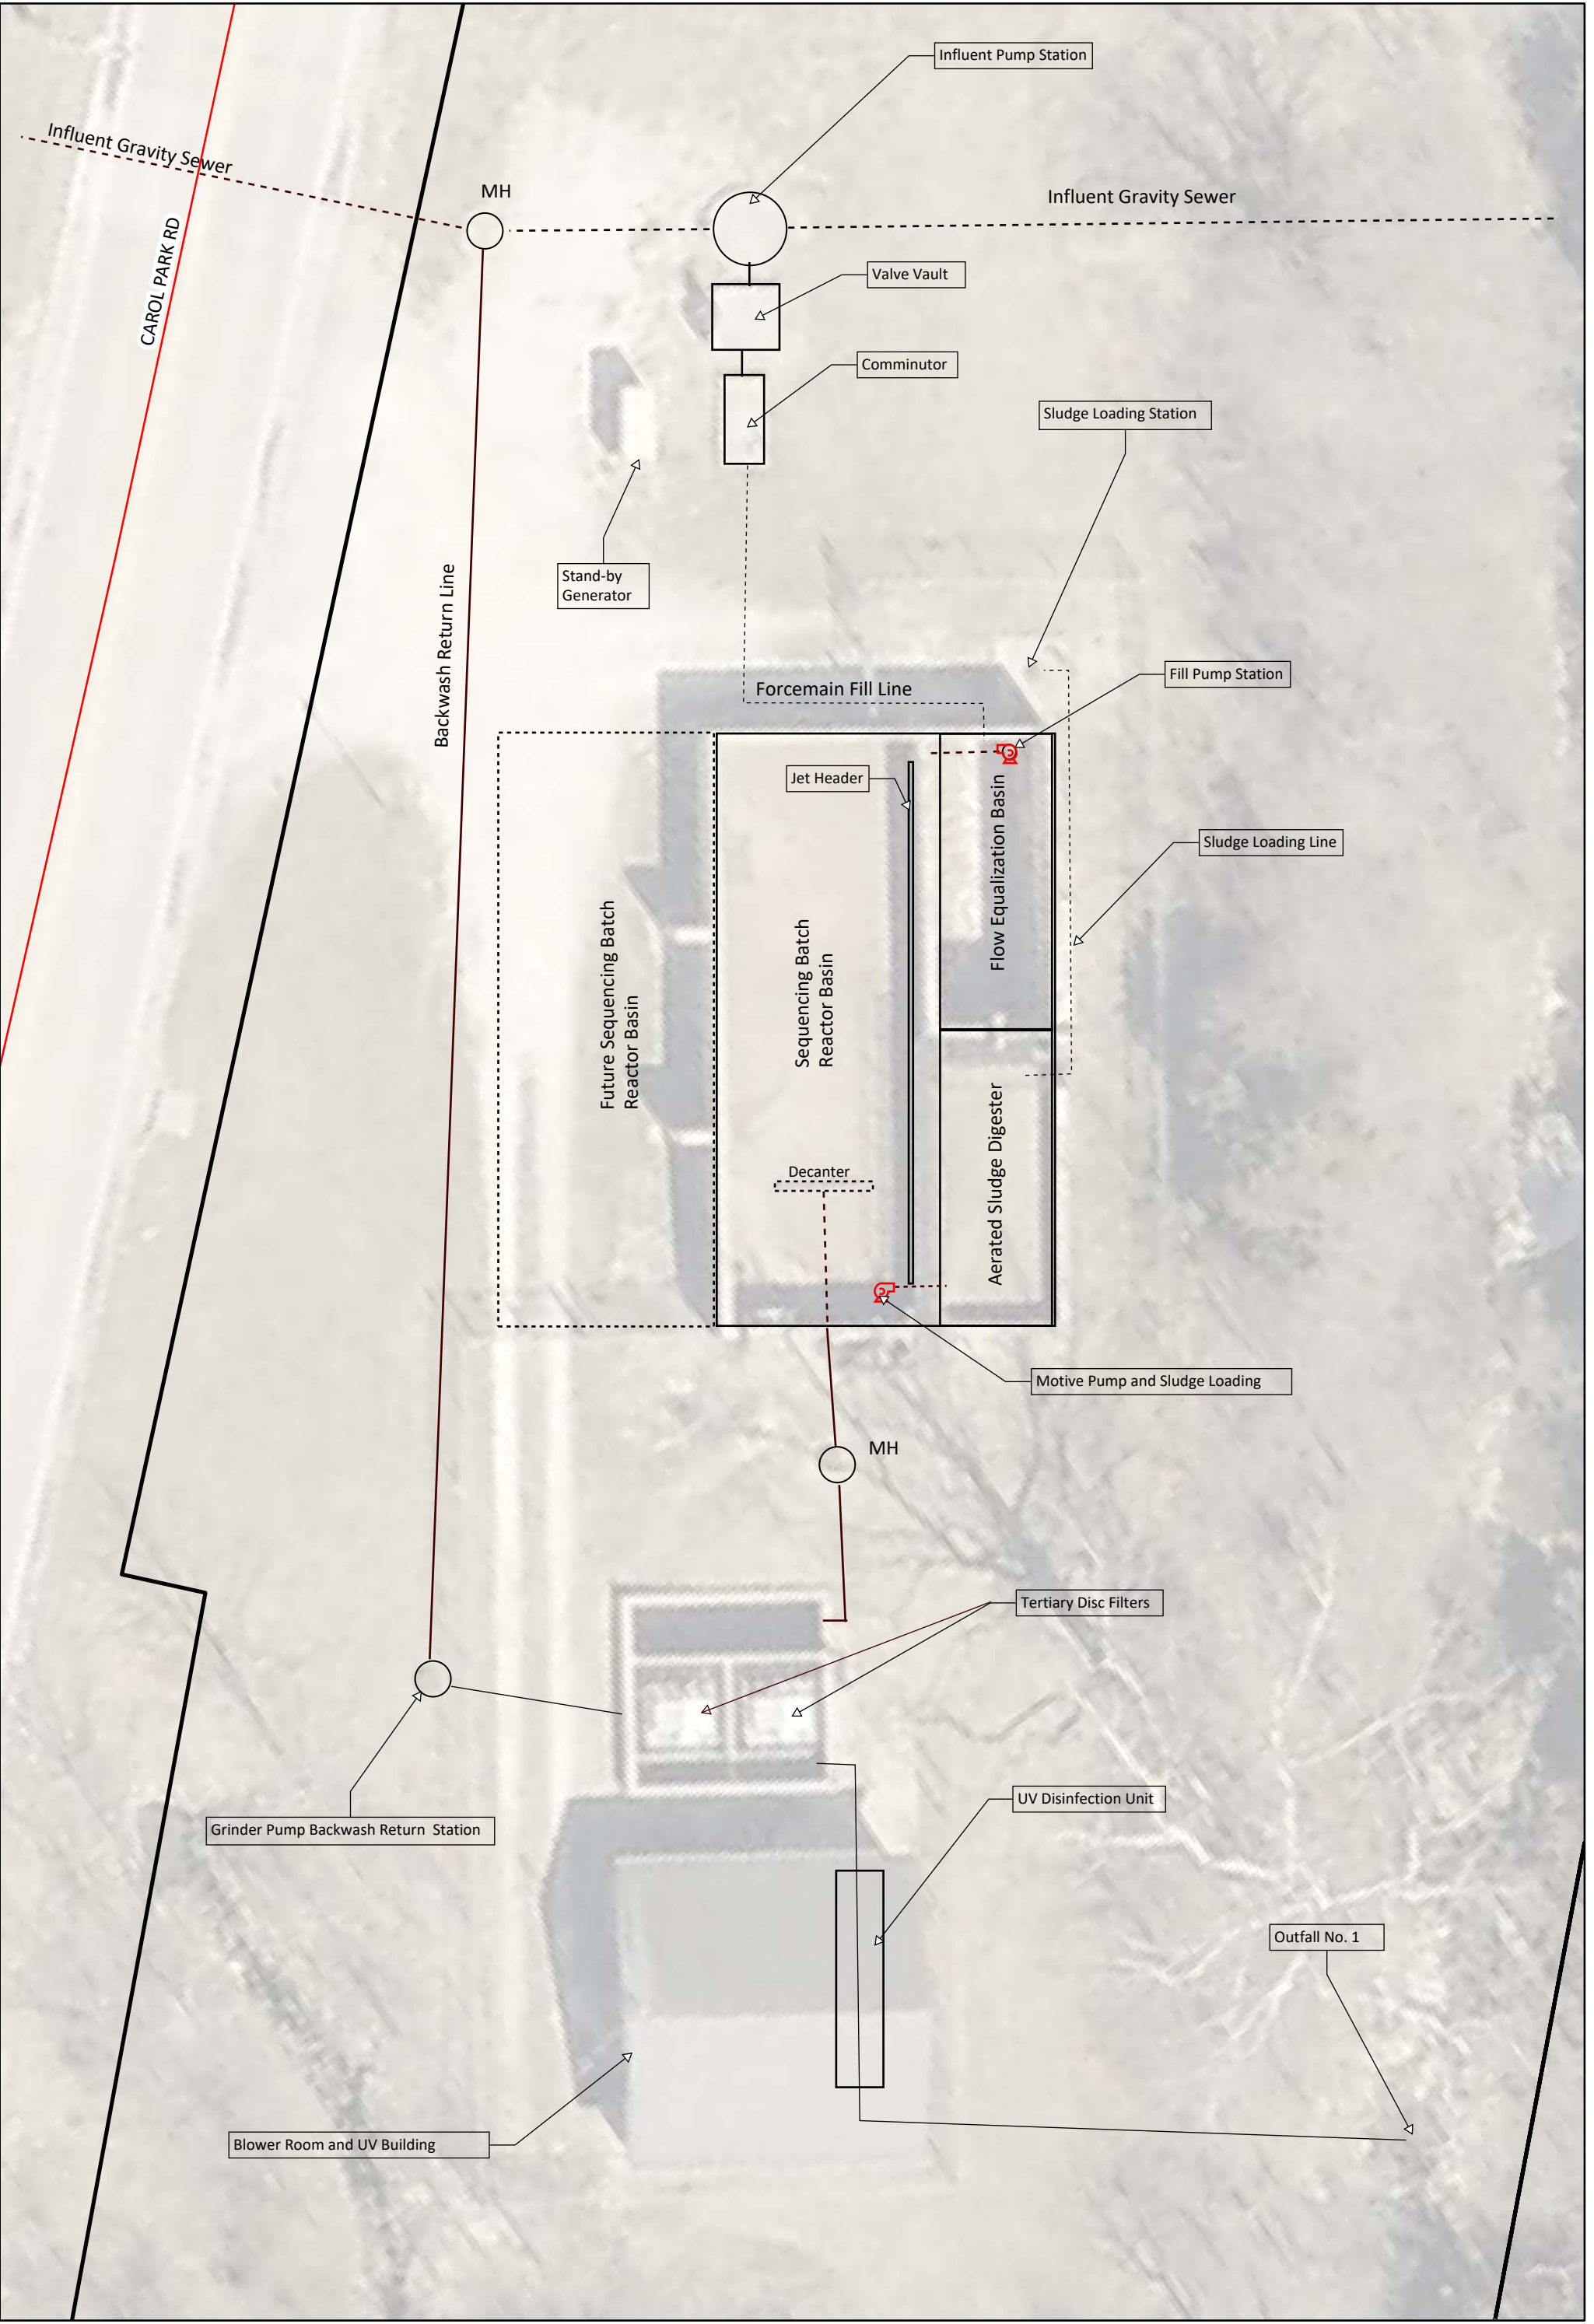 Influent Pump Station
Influent Gravity Sewer
MH
Influent Gravity Sewer
CAROL PARK RD
Valve Vault
Comminutor
Sludge Loading Station
Stand-by
Generator
Backwash Return Line
Forcemain Fill Line
Fill Pump Station
Jet Header
Flow Equalization Basin
Sludge Loading Line
Future Sequencing Batch
Reactor Basin
Sequencing Batch
Reactor Basin
Decanter
Aerated Sludge Digester
Motive Pump and Sludge Loading
MH
Tertiary Disc Filters
Grinder Pump Backwash Return Station
UV Disinfection Unit
Outfall No. 1
Blower Room and UV Building